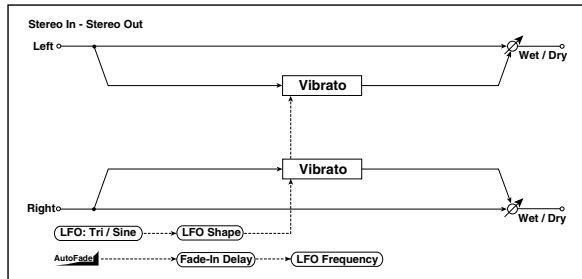 Stereo In - Stereo Out
Left
Wet / Dry
Vibrato
Vibrato
Right
Wet / Dry
LFO: Tri / Sine
LFO Shape
AutoFade
Fade-In Delay
LFO Frequency